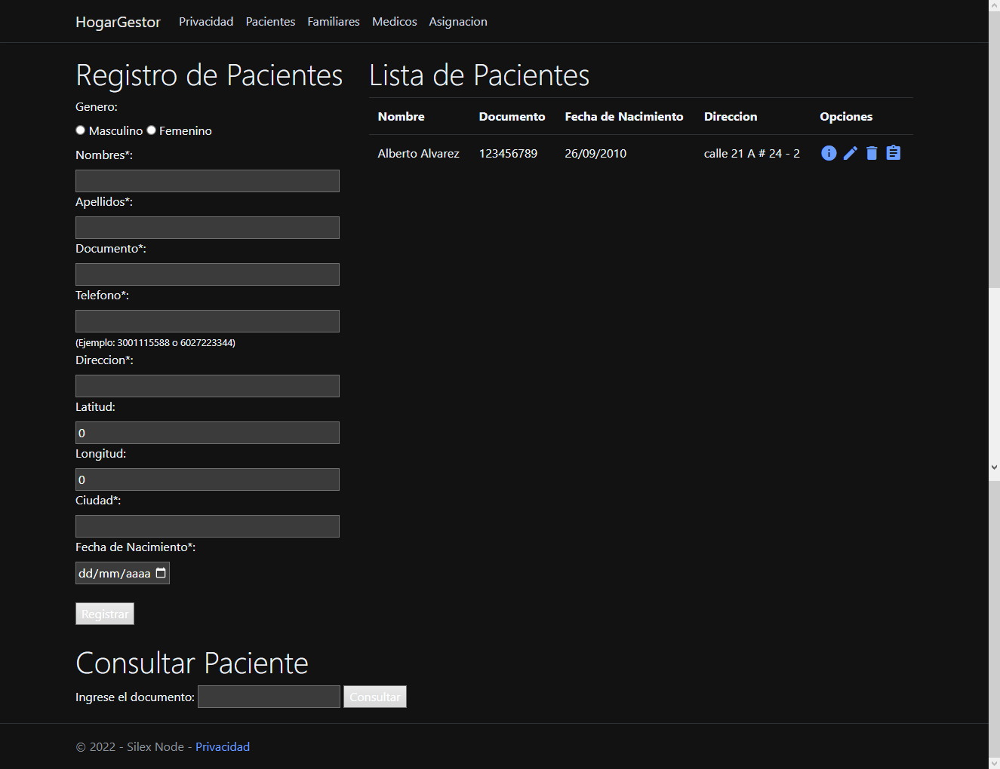 HogarGestor Privacidad Pacientes Familiares Medicos Asignacion
Registro de Pacientes
Genero:
Masculino Femenino
Nombres*:
Apellidos*:
Documento*:
Telefono*:
(Ejemplo: 3001115588 o 6027223344)
Direccion*:
Latitud:
0
Longitud:
0
Ciudad*:
Fecha de Nacimiento*:
dd/mm/aaaa
Registrar
Lista de Pacientes
Nombre Documento Fecha de Nacimiento Direccion Opciones
Alberto Alvarez 123456789 26/09/2010 calle 21 A # 24 - 2
Consultar Paciente
Ingrese el documento: Consultar
© 2022 - Silex Node - Privacidad